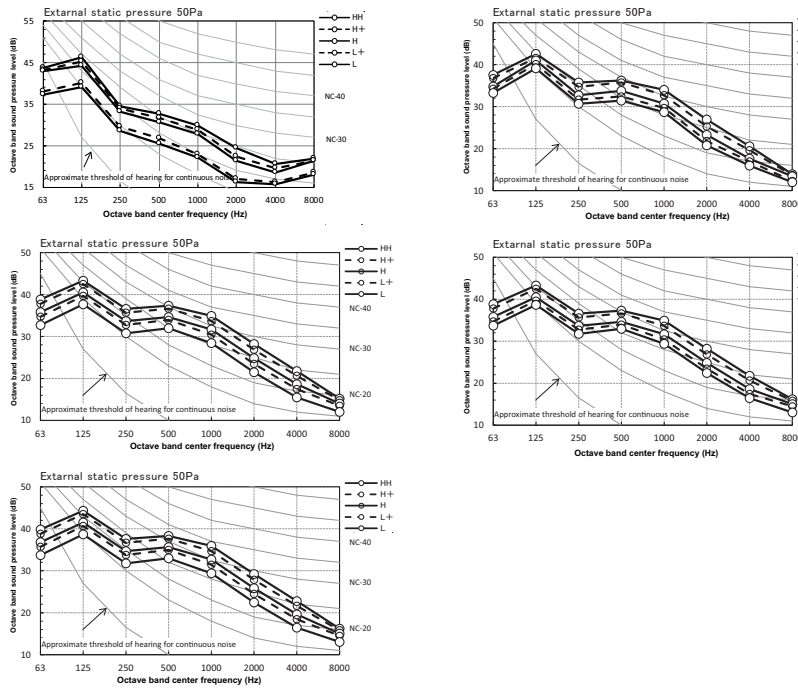 Extarnal static pressure 50Pa
Octave band sound pressure level (dB)
55
45
35
25
15
HH
H+
H
L+
L
NC-40
NC-30
Approximate threshold of hearing for continuous noise
63 125 250 500 1000 2000 4000 8000
Octave band center frequency (Hz)
Octave band sound pressure level (dB)
50
40
30
20
10
Approximate threshold of hearing for continuous noise
63 125 250 500 1000 2000 4000 800
Octave band center frequency (Hz)
Extarnal static pressure 50Pa
Octave band sound pressure level (dB)
50
40
30
20
10
HH
H+
H
L+
L
NC-40
NC-30
NC-20
Approximate threshold of hearing for continuous noise
63 125 250 500 1000 2000 4000 8000
Octave band center frequency (Hz)
Extarnal static pressure 50Pa
Octave band sound pressure level (dB)
50
40
30
20
10
Approximate threshold of hearing for continuous noise
63 125 250 500 1000 2000 4000 800
Octave band center frequency (Hz)
Extarnal static pressure 50Pa
Octave band sound pressure level (dB)
50
40
30
20
10
HH
H+
H
L+
L
NC-40
NC-30
NC-20
Approximate threshold of hearing for continuous noise
63 125 250 500 1000 2000 4000 8000
Octave band center frequency (Hz)
Extarnal static pressure 50Pa